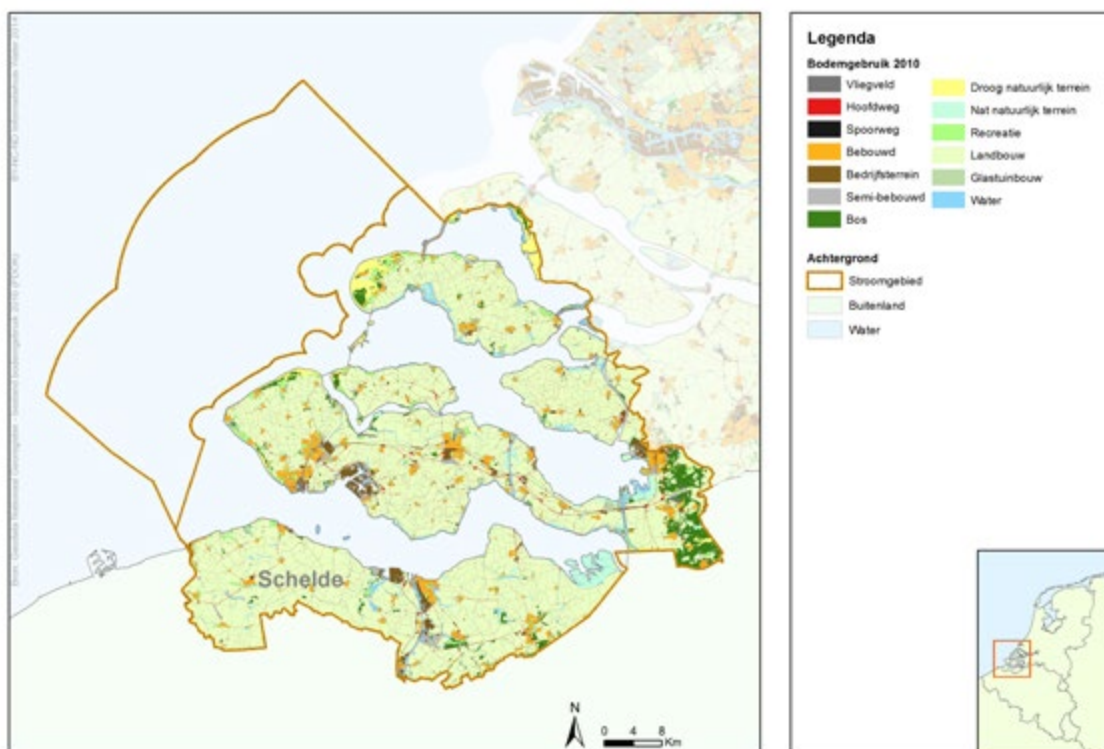 Schelde
N
0 4 8
Km
Legenda
Bodemgebruik 2010
Vliegveld
Hoofdweg
Spoorweg
Bebouwd
Bedrijfsterrein
Semi-bebouwd
Bos
Droog natuurlijk terrein
Nat natuurlijk terrein
Recreatie
Landbouw
Glastuinbouw
Water
Achtergrond
Stroomgebied
Buitenland
Water